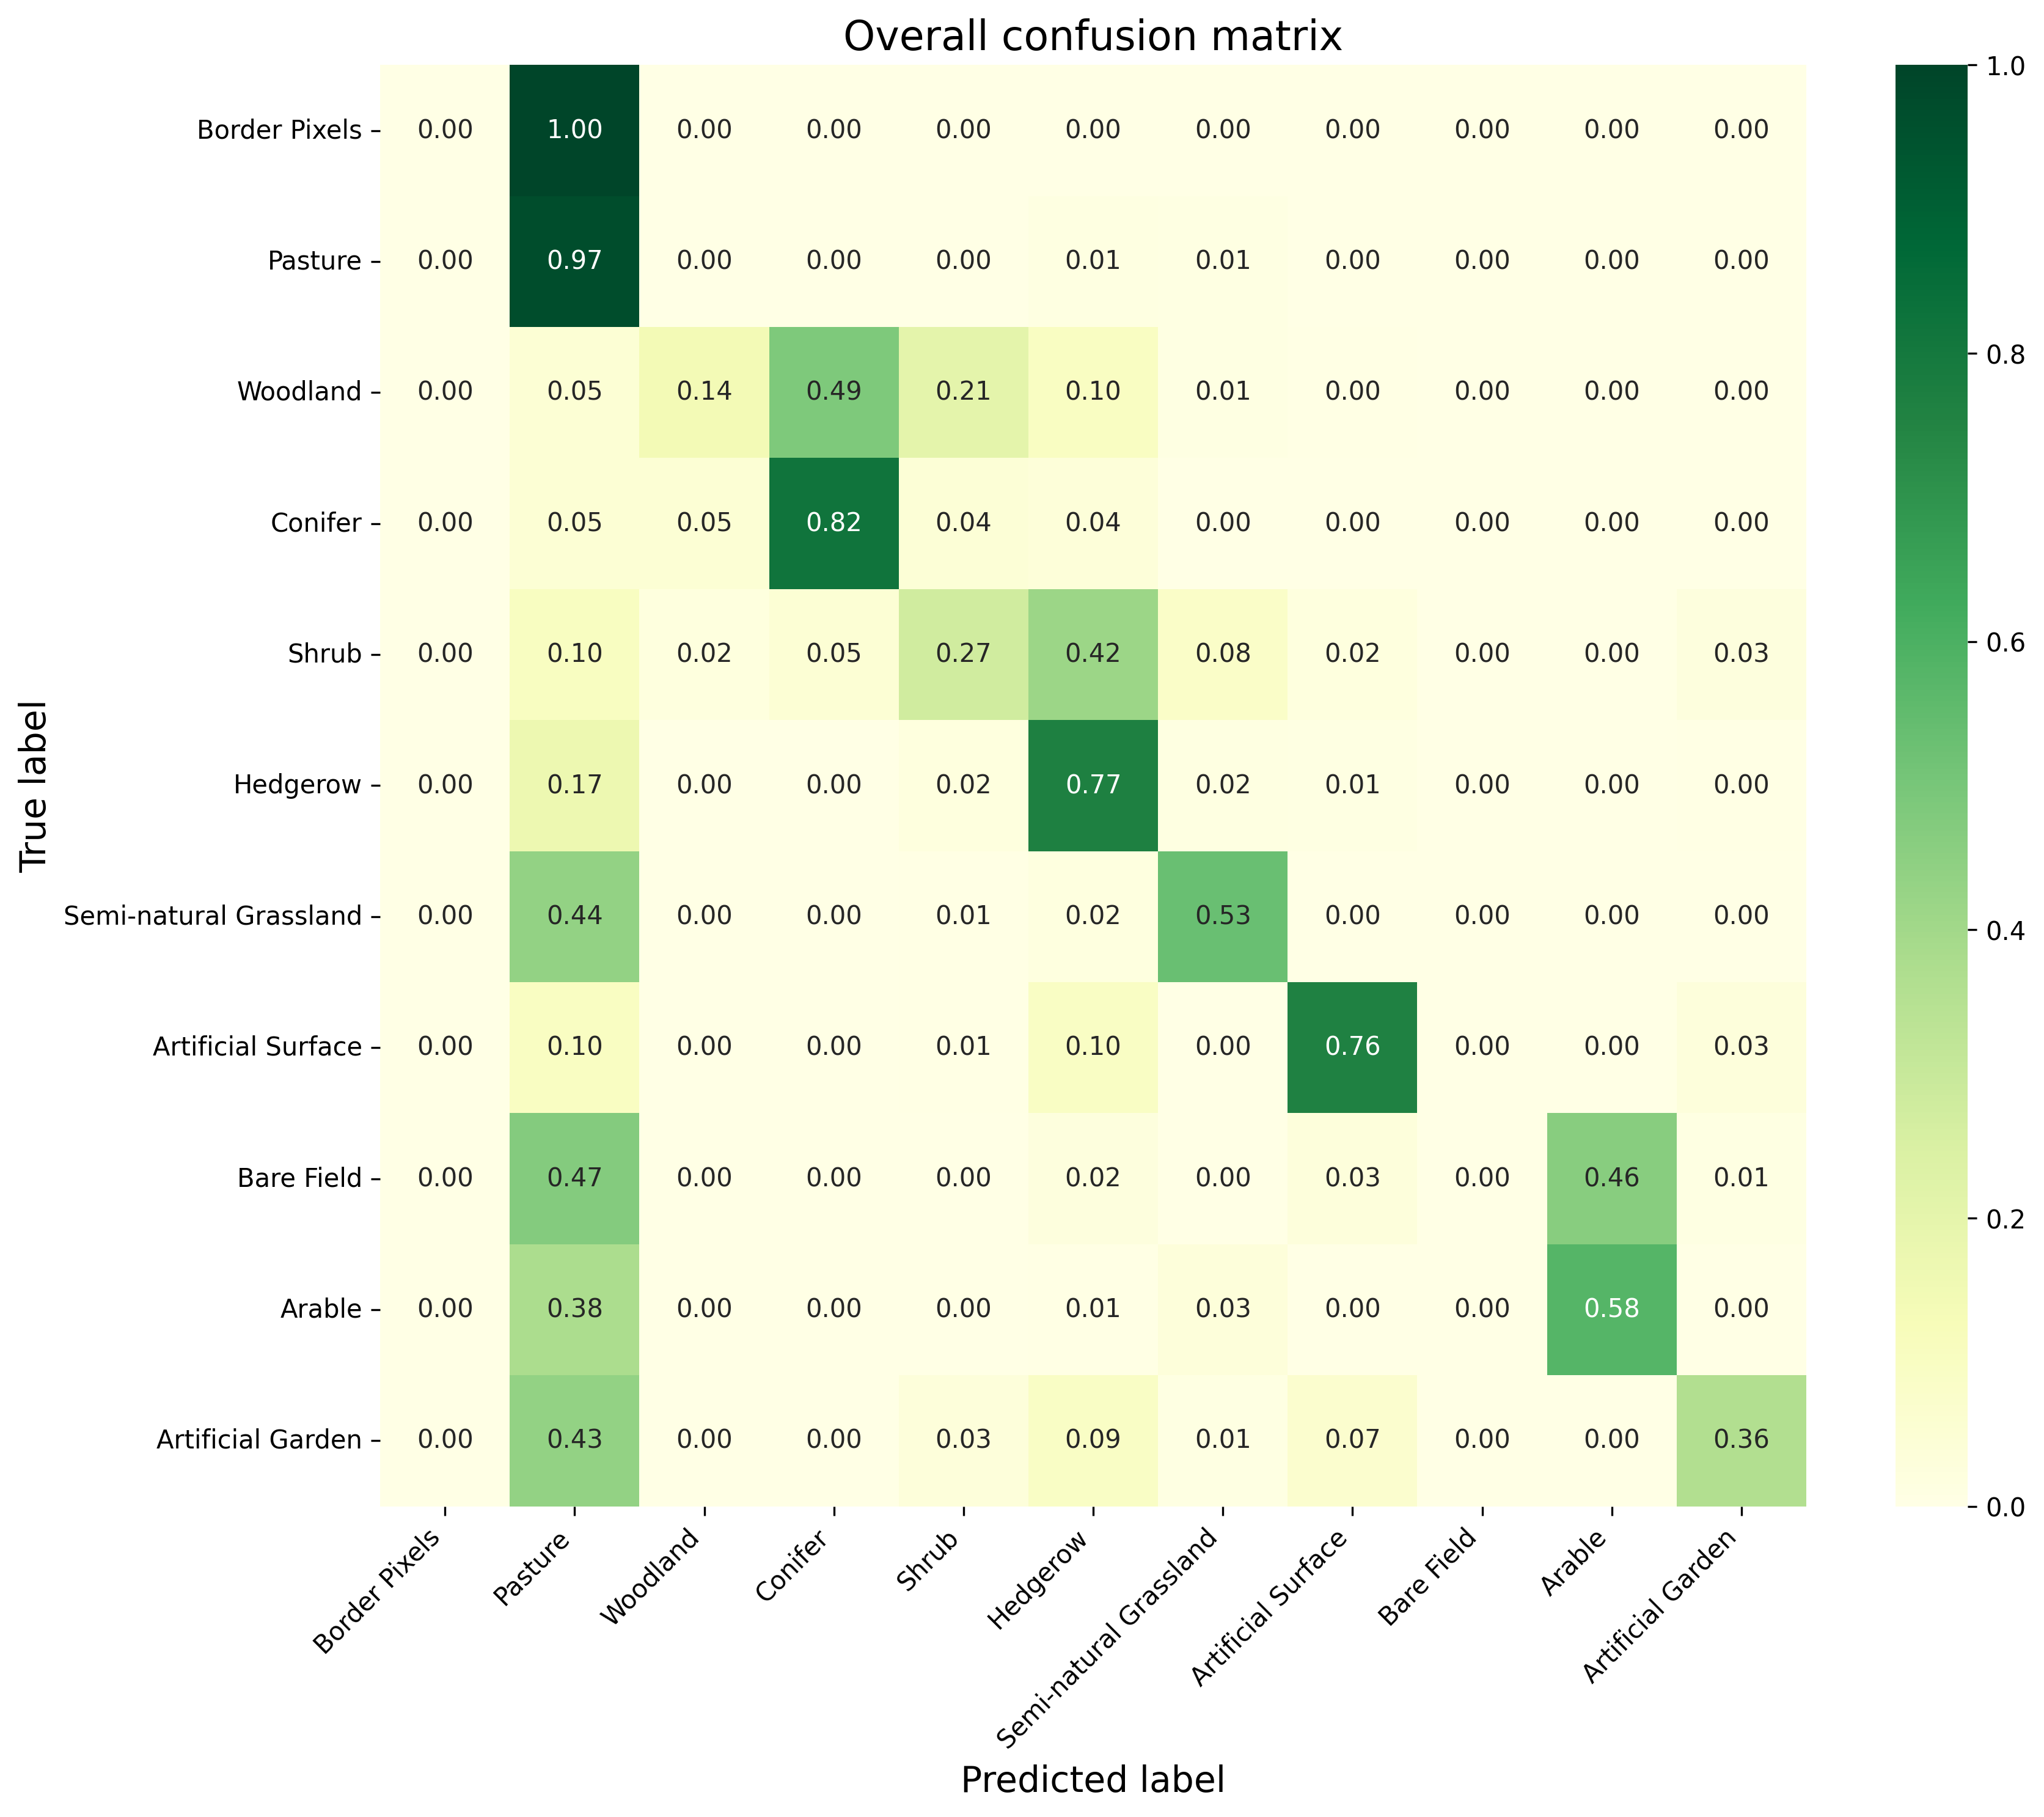 Overall confusion matrix
Border Pixels 0.00 1.00 0.00 0.00 0.00 0.00 0.00 0.00 0.00 0.00 0.00
Pasture 0.00 0.97 0.00 0.00 0.00 0.01 0.01 0.00 0.00 0.00 0.00
Woodland 0.00 0.05 0.14 0.49 0.21 0.10 0.01 0.00 0.00 0.00 0.00
Conifer 0.00 0.05 0.05 0.82 0.04 0.04 0.00 0.00 0.00 0.00 0.00
Shrub 0.00 0.10 0.02 0.05 0.27 0.42 0.08 0.02 0.00 0.00 0.03
Hedgerow 0.00 0.17 0.00 0.00 0.02 0.77 0.02 0.01 0.00 0.00 0.00
Semi-natural Grassland 0.00 0.44 0.00 0.00 0.01 0.02 0.53 0.00 0.00 0.00 0.00
Artificial Surface 0.00 0.10 0.00 0.00 0.01 0.10 0.00 0.76 0.00 0.00 0.03
Bare Field 0.00 0.47 0.00 0.00 0.00 0.02 0.00 0.03 0.00 0.46 0.01
Arable 0.00 0.38 0.00 0.00 0.00 0.01 0.03 0.00 0.00 0.58 0.00
Artificial Garden 0.00 0.43 0.00 0.00 0.03 0.09 0.01 0.07 0.00 0.00 0.36
True label
Border Pixels
Pasture
Woodland
Conifer
Shrub
Hedgerow
Semi-natural Grassland
Artificial Surface
Bare Field
Arable
Artificial Garden
Predicted label
1.0
0.8
0.6
0.4
0.2
0.0